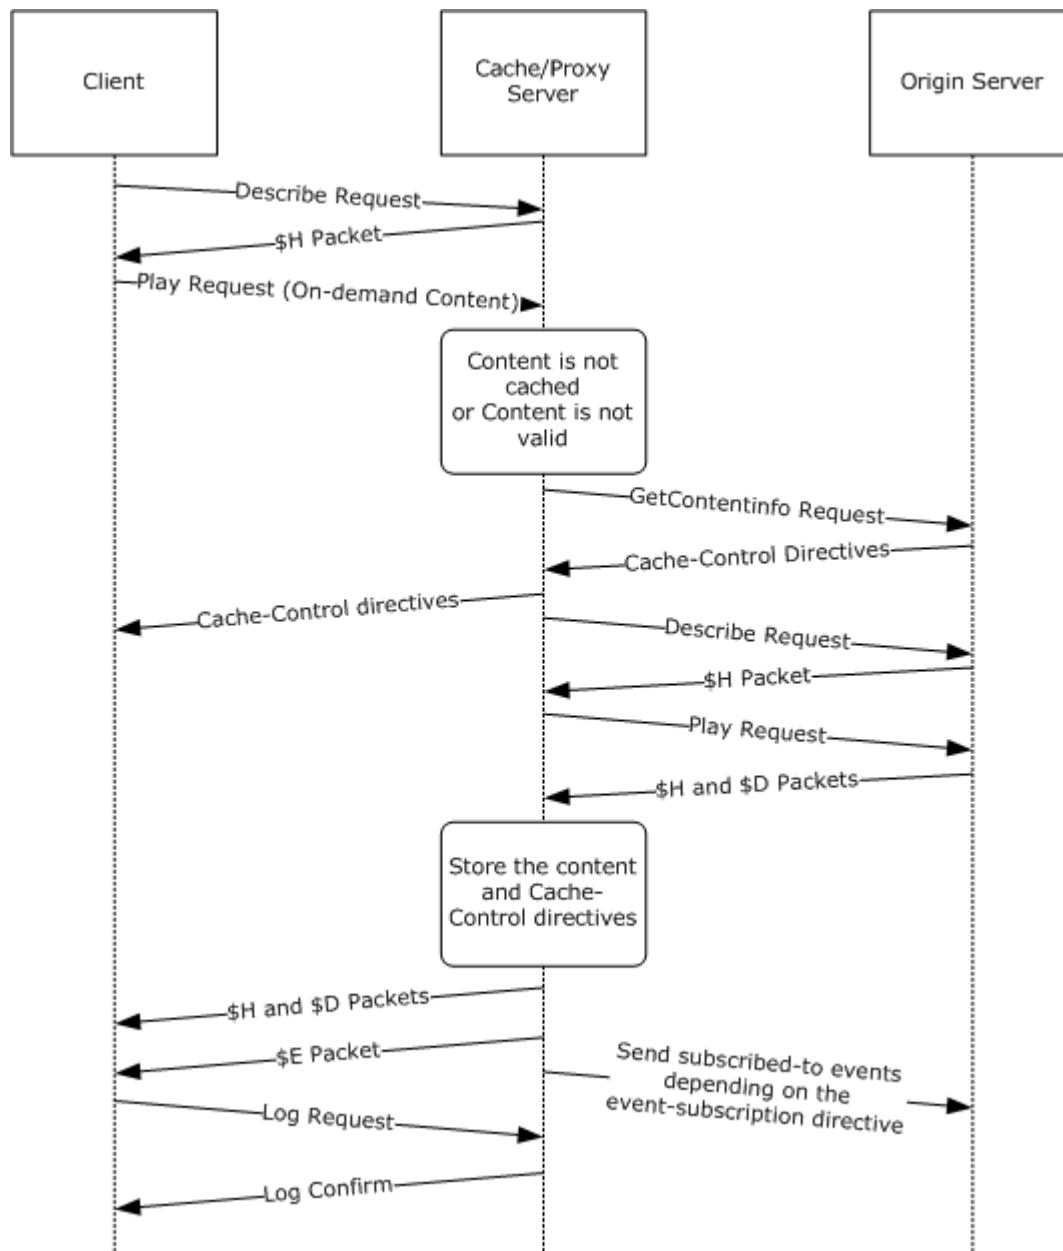 Client
Cache/Proxy
Server
Origin Server
Describe Request
$H Packet
Play Request (On-demand Content)
Content is not
cached
or Content is not
valid
GetContentinfo Request
Cache-Control Directives
Cache-Control directives
Describe Request
$H Packet
Play Request
$H and $D Packets
Store the content
and Cache-
Control directives
$H and $D Packets
$E Packet
Send subscribed-to events
depending on the
event-subscription directive
Log Request
Log Confirm